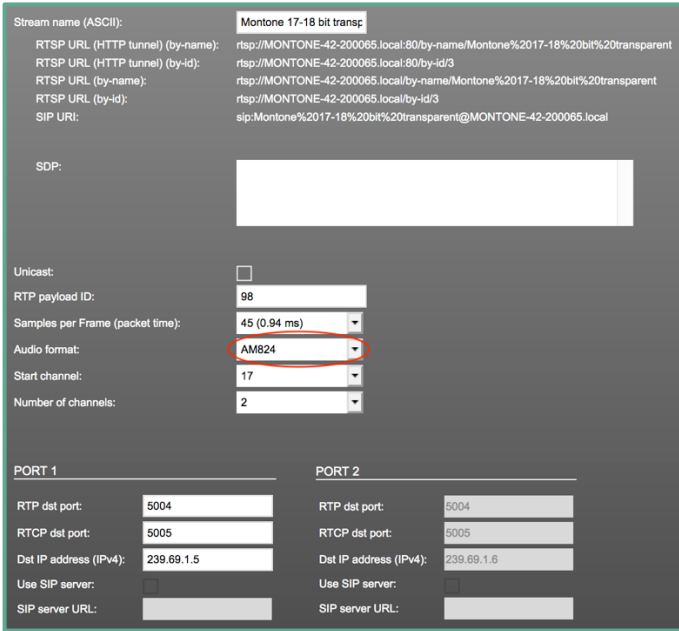 Stream name (ASCII): Montone 17-18 bit transp
RTSP URL (HTTP tunnel) (by-name): rtsp://MONTONE-42-200065.local:80/by-name/Montone%2017-18%20bit%20transparent
RTSP URL (HTTP tunnel) (by-id): rtsp://MONTONE-42-200065.local:80/by-id/3
RTSP URL (by-name): rtsp://MONTONE-42-200065.local/by-name/Montone%2017-18%20bit%20transparent
RTSP URL (by-id): rtsp://MONTONE-42-200065.local/by-id/3
SIP URI: sip:Montone%2017-18%20bit%20transparent@MONTONE-42-200065.local
SDP:
Unicast:
RTP payload ID: 98
Samples per Frame (packet time): 45 (0.94 ms)
Audio format: AM824
Start channel: 17
Number of channels: 2
PORT 1
RTP dst port: 5004
RTCP dst port: 5005
Dst IP address (IPv4): 239.69.1.5
Use SIP server:
SIP server URL:
PORT 2
RTP dst port: 5004
RTCP dst port: 5005
Dst IP address (IPv4): 239.69.1.6
Use SIP server:
SIP server URL: